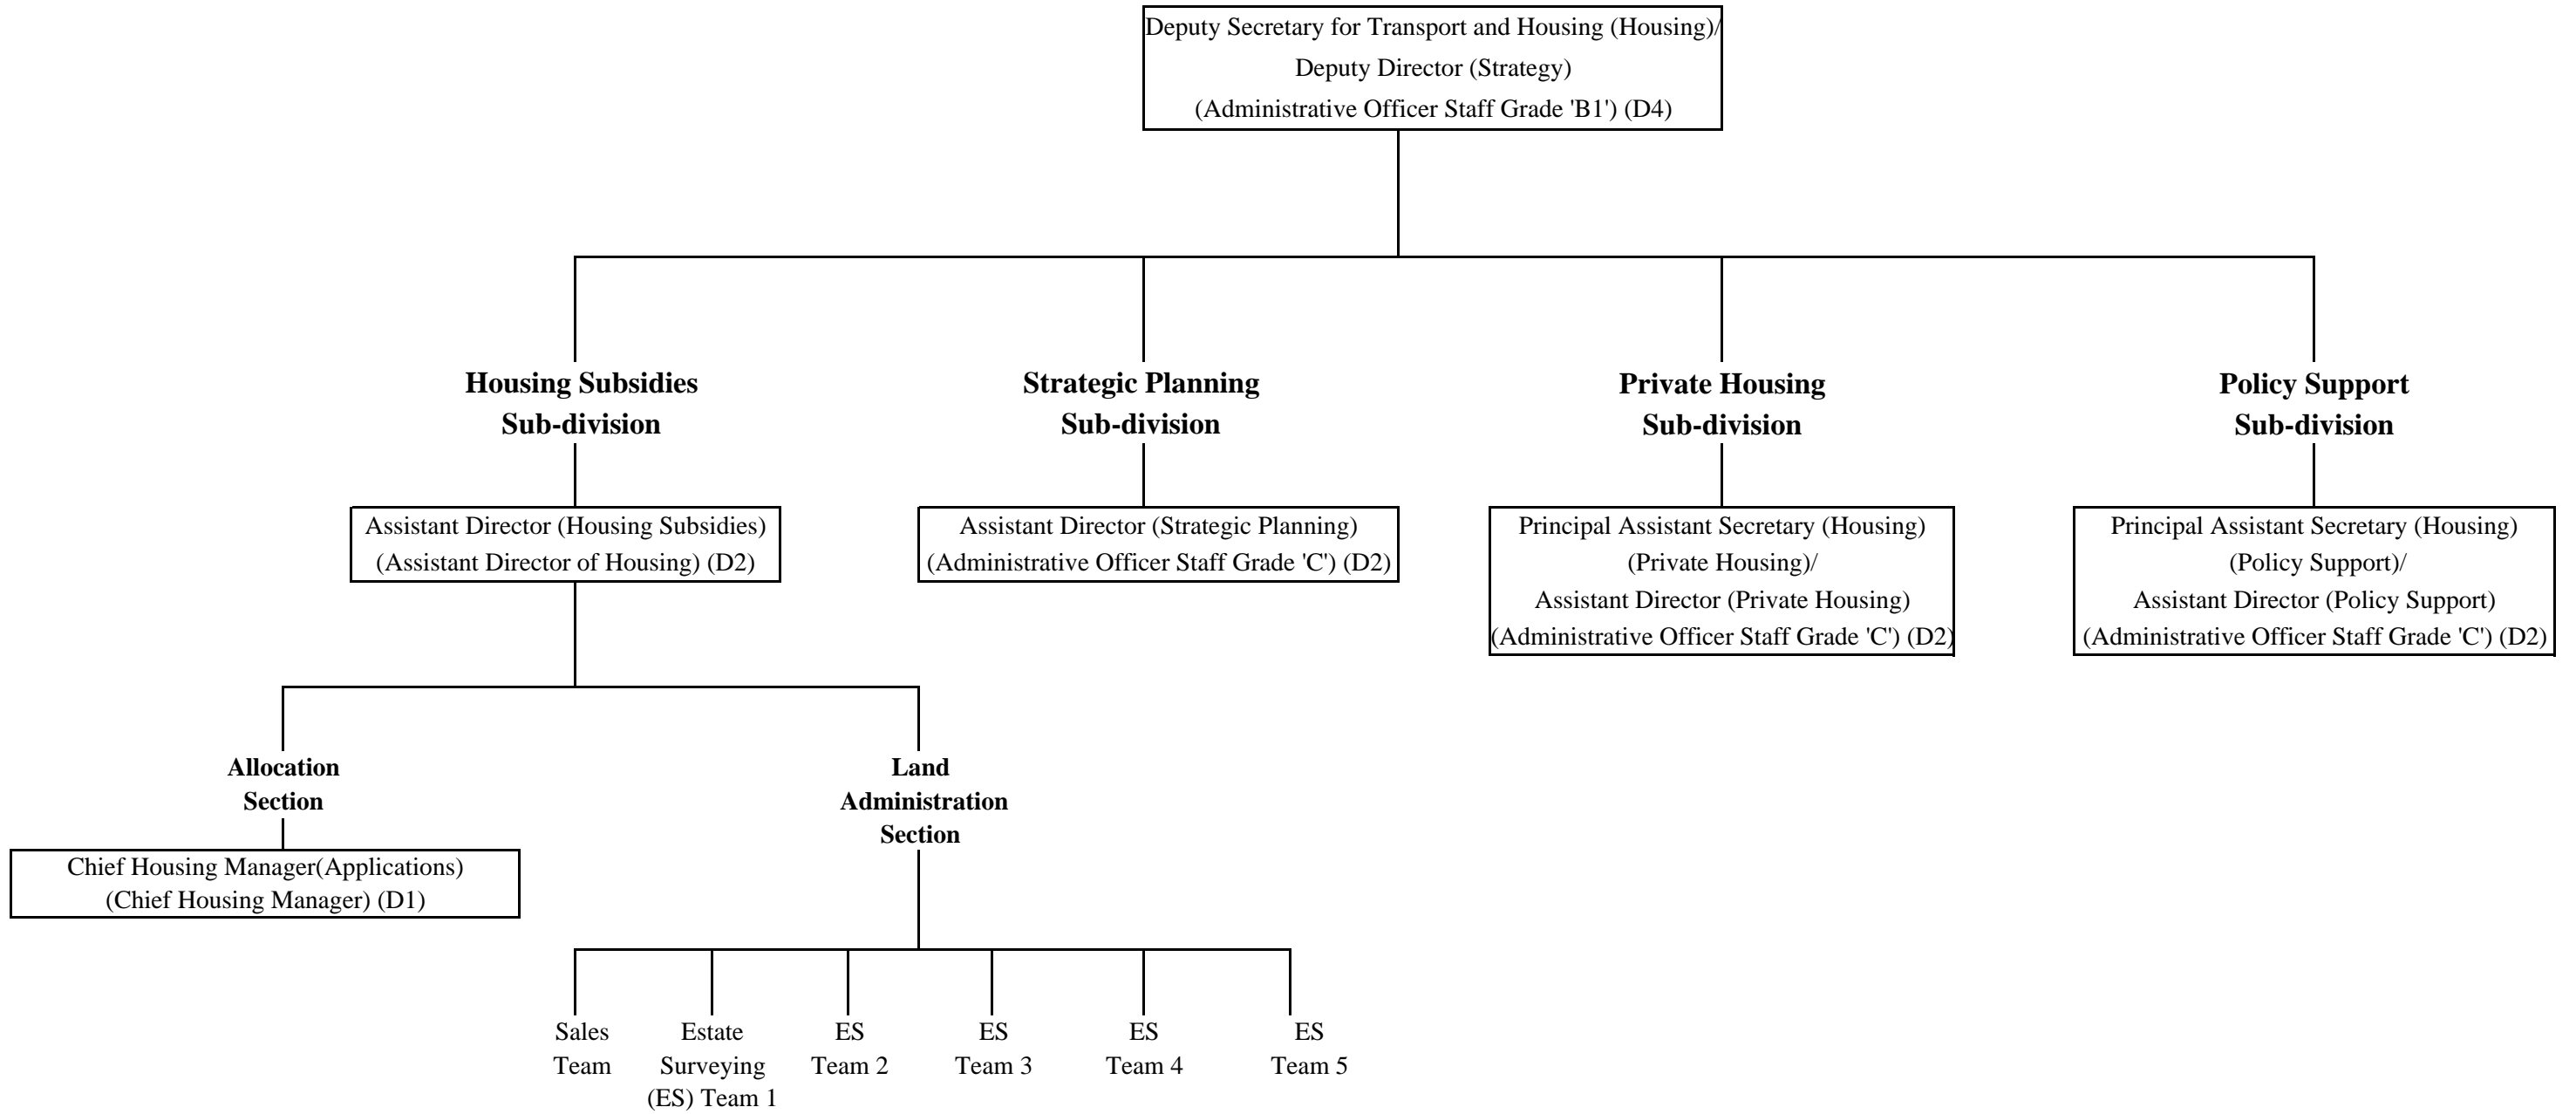 Deputy Secretary for Transport and Housing (Housing)/
Deputy Director (Strategy)
(Administrative Officer Staff Grade 'B1') (D4)
Housing Subsidies
Sub-division
Strategic Planning
Sub-division
Private Housing
Sub-division
Policy Support
Sub-division
Assistant Director (Housing Subsidies)
(Assistant Director of Housing) (D2)
Assistant Director (Strategic Planning)
(Administrative Officer Staff Grade 'C') (D2)
Principal Assistant Secretary (Housing)
(Private Housing)/
Assistant Director (Private Housing)
(Administrative Officer Staff Grade 'C') (D2)
Principal Assistant Secretary (Housing)
(Policy Support)/
Assistant Director (Policy Support)
(Administrative Officer Staff Grade 'C') (D2)
Allocation
Section
Land
Administration
Section
Chief Housing Manager(Applications)
(Chief Housing Manager) (D1)
Sales
Team
Estate
Surveying
(ES) Team 1
ES
Team 2
ES
Team 3
ES
Team 4
ES
Team 5